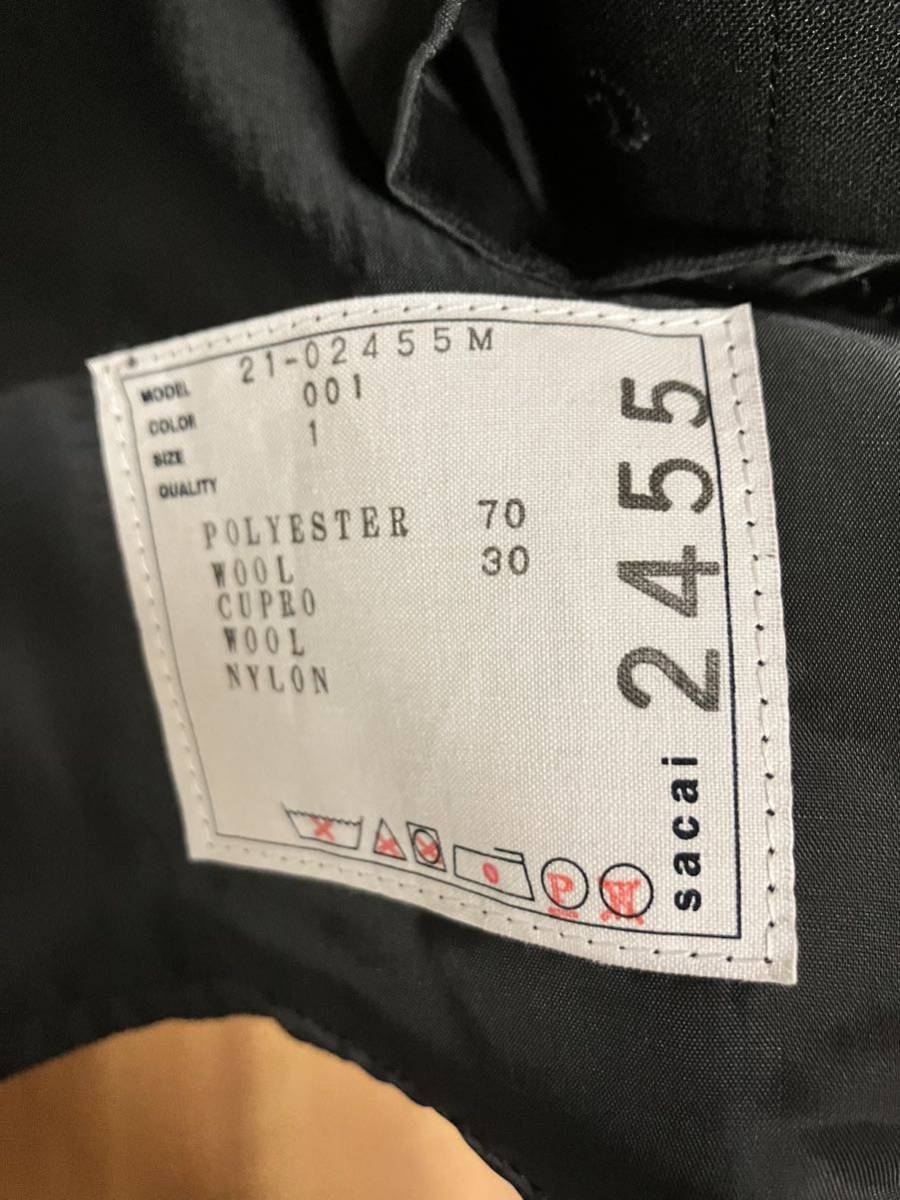 MODEL 21-02455M
COLOR 001
SIZE 1
QUALITY
POLYESTER 70
WOOL 30
CUPRO
WOOL
NYLON
P
W
sacai 2455